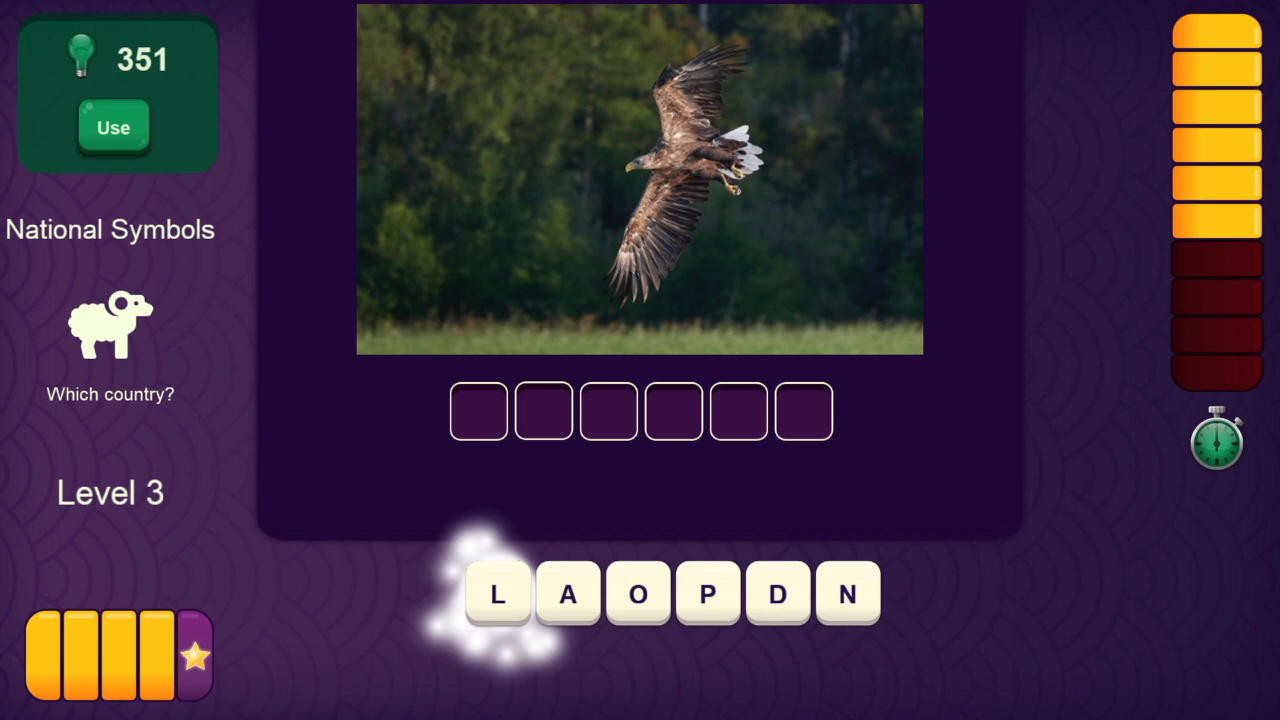 351
Use
National Symbols
Which country?
Level 3
L A O P D N